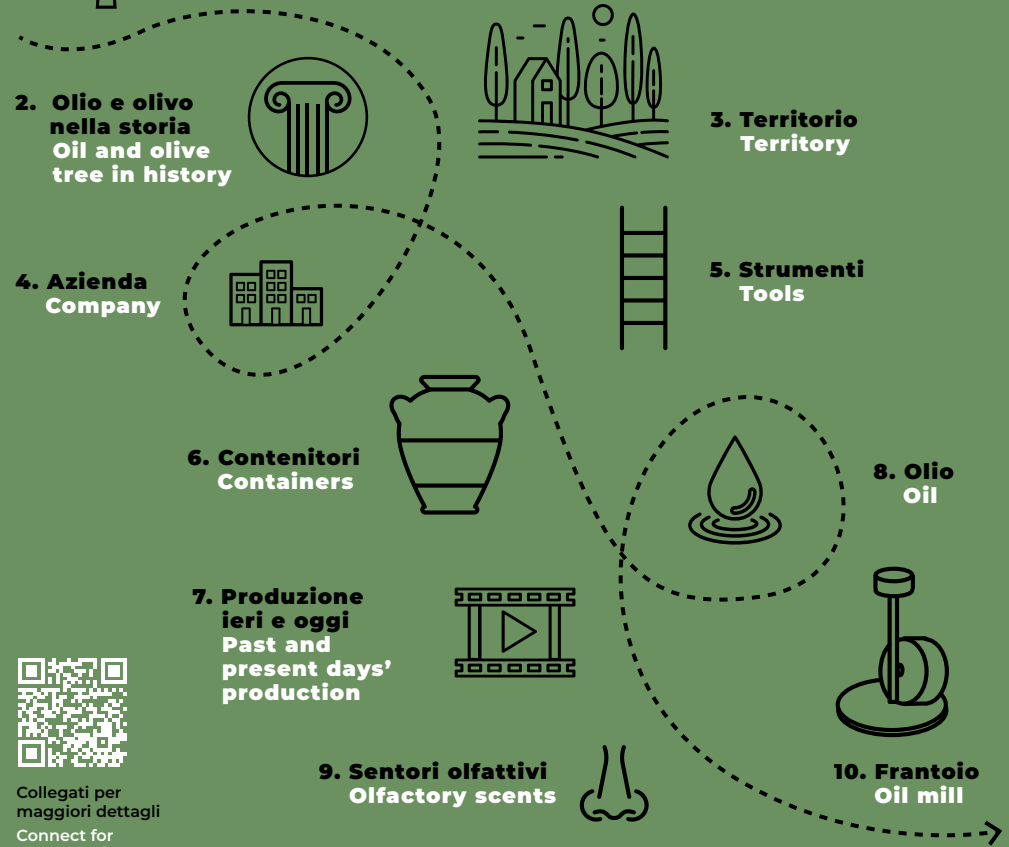 2. Olio e olivo
nella storia
Oil and olive
tree in history
3. Territorio
Territory
4. Azienda
Company
5. Strumenti
Tools
6. Contenitori
Containers
7. Produzione
ieri e oggi
Past and
present days’
production
8. Olio
Oil
9. Sentori olfattivi
Olfactory scents
10. Frantoio
Oil mill
Collegati per
maggiori dettagli
Connect for